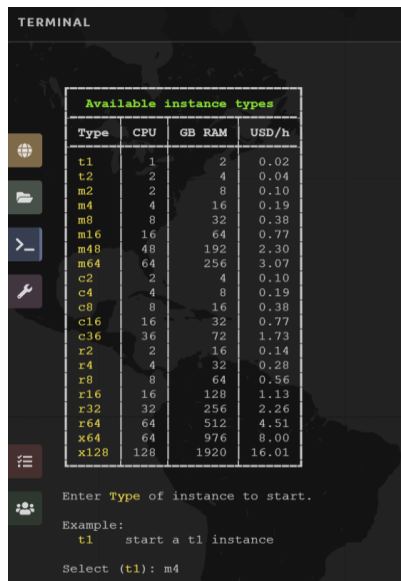 TERMINAL
Available instance types
Type CPU GB RAM USD/h
t1 1 2 0.02
t2 2 4 0.04
m2 2 8 0.10
m4 4 16 0.19
m8 8 32 0.38
m16 16 64 0.77
m48 48 192 2.30
m64 64 256 3.07
c2 2 4 0.10
c4 4 8 0.19
c8 8 16 0.38
c16 16 32 0.77
c36 36 72 1.73
r2 2 16 0.14
r4 4 32 0.28
r8 8 64 0.56
r16 16 128 1.13
r32 32 256 2.26
r64 64 512 4.51
x64 64 976 8.00
x128 128 1920 16.01
Enter Type of instance to start.
Example:
t1 start a t1 instance
Select (t1): m4